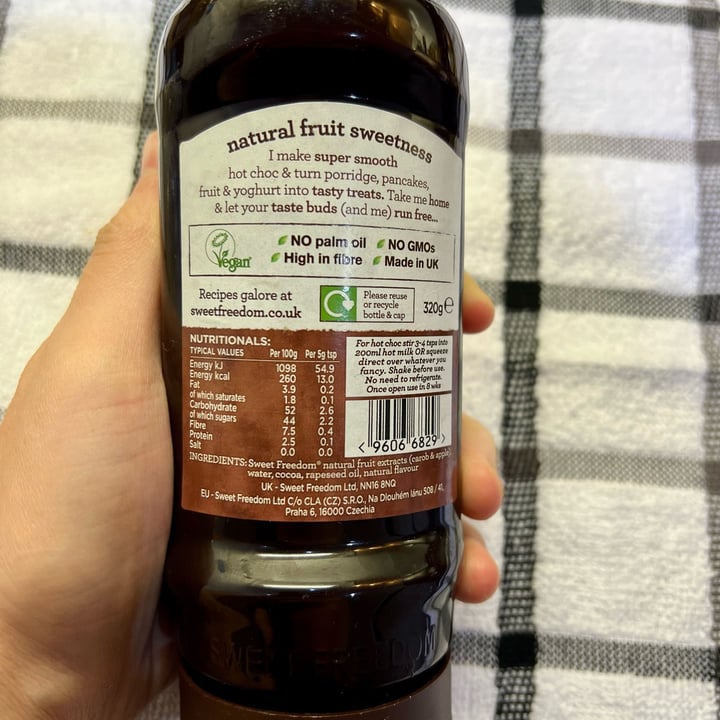 natural fruit sweetness
I make super smooth
hot choc & turn porridge, pancakes,
fruit & yoghurt into tasty treats. Take me home
& let your taste buds (and me) run free...
Vegan
NO palm oil NO GMOs
High in fibre Made in UK
Recipes galore at
sweetfreedom.co.uk
Please reuse
or recycle
bottle & cap
320g ℮
NUTRITIONALS:
TYPICAL VALUES Per 100g Per 5g tsp
Energy kJ 1098 54.9
Energy kcal 260 13.0
Fat 3.9 0.2
of which saturates 1.8 0.1
Carbohydrate 52 2.6
of which sugars 44 2.2
Fibre 7.5 0.4
Protein 2.5 0.1
Salt 0.0 0.0
For hot choc stir 3-4 tsps into
200ml hot milk OR squeeze
direct over whatever you
fancy. Shake before use.
No need to refrigerate.
Once open use in 8 wks
< 9606 6829 >
INGREDIENTS: Sweet Freedom® natural fruit extracts (carob & apple),
water, cocoa, rapeseed oil, natural flavour
UK - Sweet Freedom Ltd, NN16 8NQ
EU - Sweet Freedom Ltd C/o CLA (CZ) S.R.O., Na Dlouhém lánu 508 / 41,
Praha 6, 16000 Czechia
SWEET FREEDOM